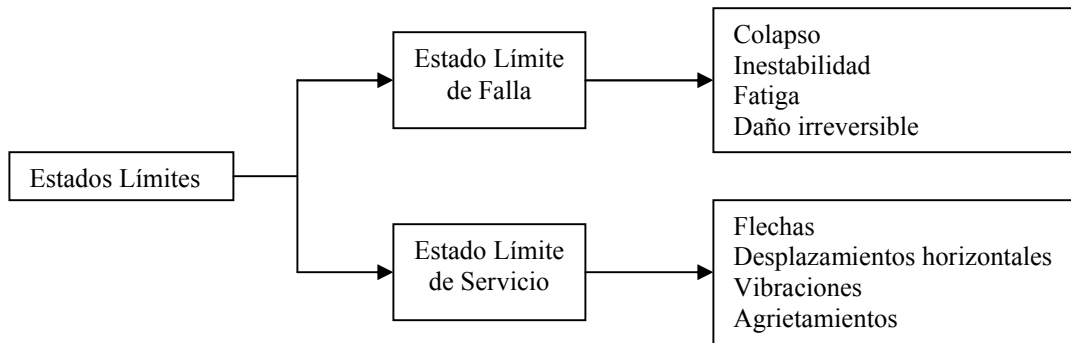 Estados Límites
Estado Límite
de Falla
Colapso
Inestabilidad
Fatiga
Daño irreversible
Estado Límite
de Servicio
Flechas
Desplazamientos horizontales
Vibraciones
Agrietamientos